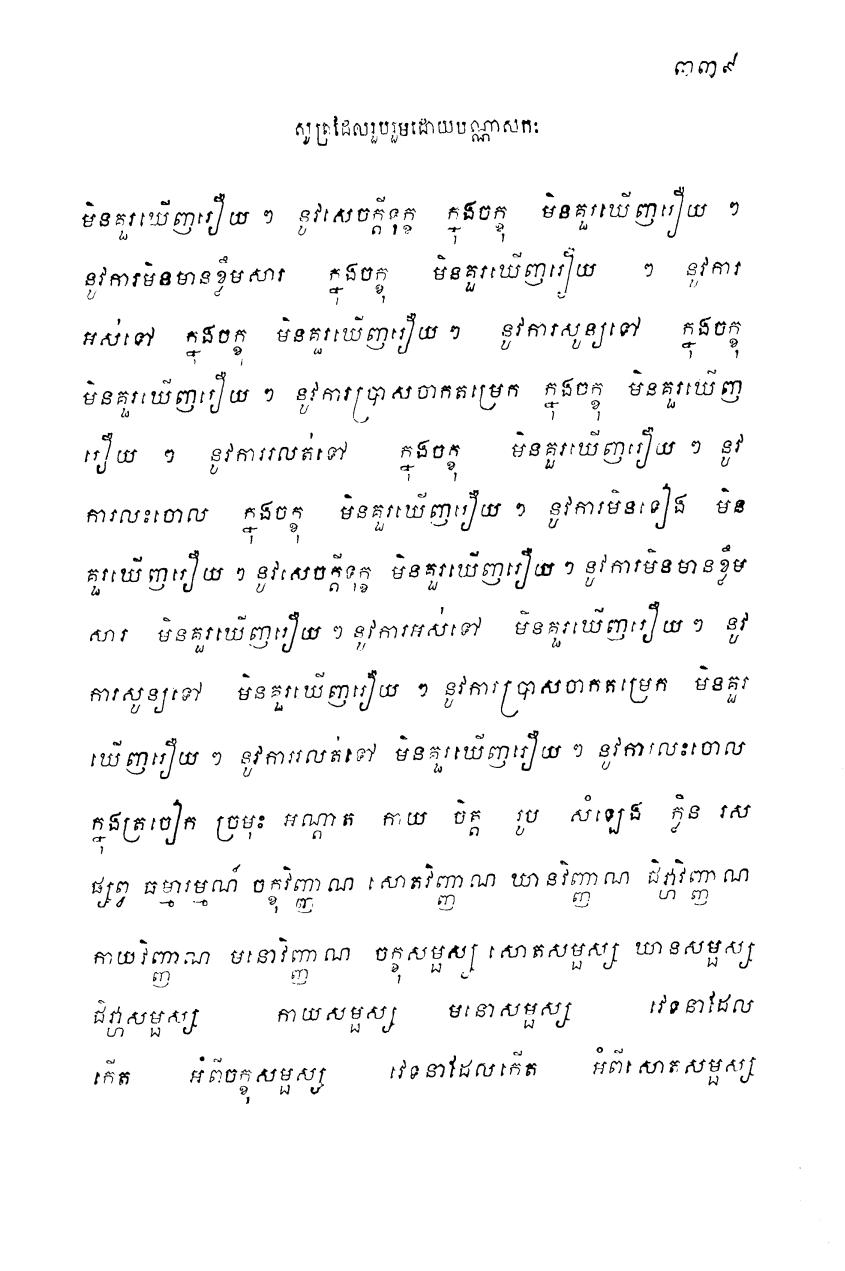 ៣៣៩
សូត្រដែលរួបរួមដោយបណ្ណាសកៈ
មិនគួរឃើញរឿយ ៗ នូវសេចក្តីទុក្ខ ក្នុងចក្ខុ មិនគួរឃើញរឿយ ៗ
នូវការមិនមានខ្លឹមសារ ក្នុងចក្ខុ មិនគួរឃើញរឿយ ៗ នូវការ
អស់ទៅ ក្នុងចក្ខុ មិនគួរឃើញរឿយ ៗ នូវការសូន្យទៅ ក្នុងចក្ខុ
មិនគួរឃើញរឿយ ៗ នូវការប្រាសចាកតម្រេក ក្នុងចក្ខុ មិនគួរឃើញ
រឿយ ៗ នូវការរលត់ទៅ ក្នុងចក្ខុ មិនគួរឃើញរឿយ ៗ នូវ
ការលះចោល ក្នុងចក្ខុ មិនគួរឃើញរឿយ ៗ នូវការមិនទៀង មិន
គួរឃើញរឿយ ៗ នូវសេចក្តីទុក្ខ មិនគួរឃើញរឿយ ៗ នូវការមិនមានខ្លឹម
សារ មិនគួរឃើញរឿយ ៗ នូវការអស់ទៅ មិនគួរឃើញរឿយ ៗ នូវ
ការសូន្យទៅ មិនគួរឃើញរឿយ ៗ នូវការប្រាសចាកតម្រេក មិនគួរ
ឃើញរឿយ ៗ នូវការរលត់ទៅ មិនគួរឃើញរឿយ ៗ នូវការលះចោល
ក្នុងត្រចៀក ច្រមុះ អណ្តាត កាយ ចិត្ត រូប សំឡេង ក្លិន រស
ផ្សព្វ ធម្មារម្មណ៍ ចក្ខុវិញ្ញាណ សោតវិញ្ញាណ ឃានវិញ្ញាណ ជិវ្ហាវិញ្ញាណ
កាយវិញ្ញាណ មនោវិញ្ញាណ ចក្ខុសម្ផស្ស សោតសម្ផស្ស ឃានសម្ផស្ស
ជិវ្ហាសម្ផស្ស កាយសម្ផស្ស មនោសម្ផស្ស វេទនាដែល
កើត អំពីចក្ខុសម្ផស្ស វេទនាដែលកើត អំពីសោតសម្ផស្ស